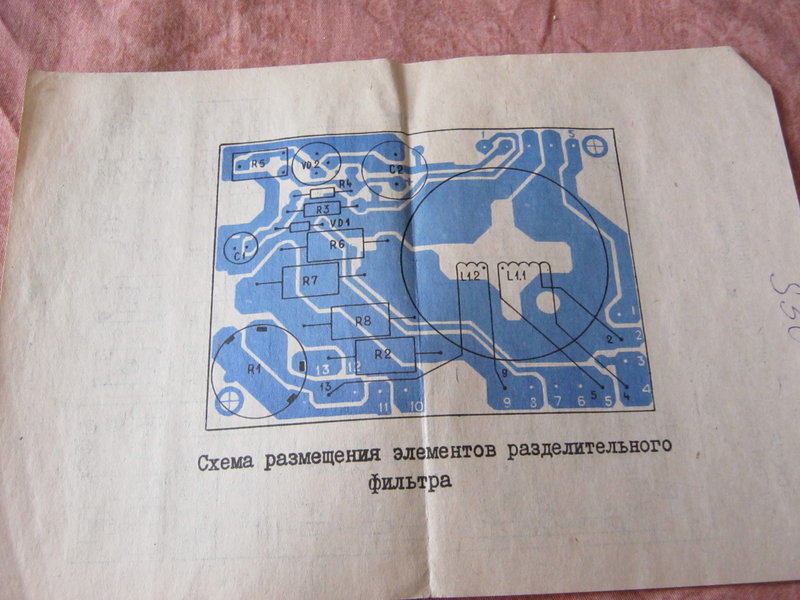 1 5
R5 VD2 C2
R4
R3
VD1
C1 R6
L1.2 L1.1
R7
1
R8 2 2
R2 3
R1 13 12 9
13 5 4 4
11 10 9 8 7 6 5
Схема размещения элементов разделительного
фильтра